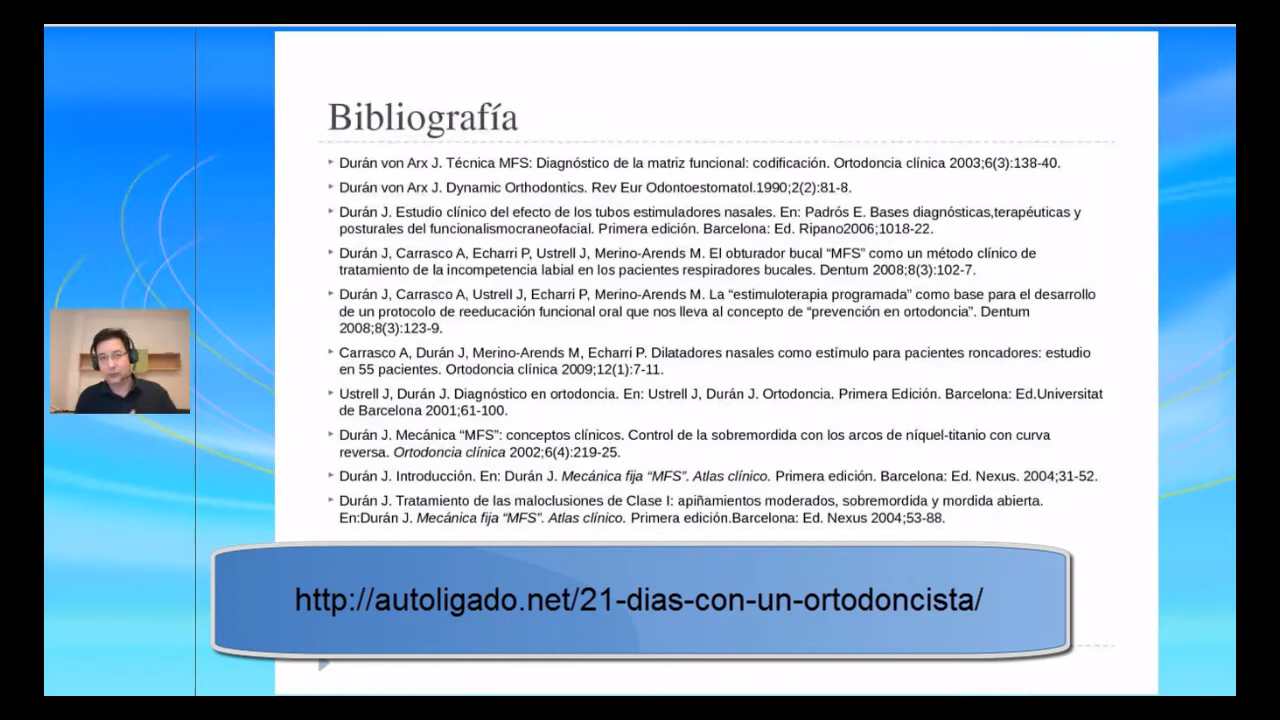 Bibliografía
Durán von Arx J. Técnica MFS: Diagnóstico de la matriz funcional: codificación. Ortodoncia clínica 2003;6(3):138-40.
Durán von Arx J. Dynamic Orthodontics. Rev Eur Odontoestomatol.1990;2(2):81-8.
Durán J. Estudio clínico del efecto de los tubos estimuladores nasales. En: Padrós E. Bases diagnósticas,terapéuticas y
posturales del funcionalismocraneofacial. Primera edición. Barcelona: Ed. Ripano2006;1018-22.
Durán J, Carrasco A, Echarri P, Ustrell J, Merino-Arends M. El obturador bucal “MFS” como un método clínico de
tratamiento de la incompetencia labial en los pacientes respiradores bucales. Dentum 2008;8(3):102-7.
Durán J, Carrasco A, Ustrell J, Echarri P, Merino-Arends M. La “estimuloterapia programada” como base para el desarrollo
de un protocolo de reeducación funcional oral que nos lleva al concepto de “prevención en ortodoncia”. Dentum
2008;8(3):123-9.
Carrasco A, Durán J, Merino-Arends M, Echarri P. Dilatadores nasales como estímulo para pacientes roncadores: estudio
en 55 pacientes. Ortodoncia clínica 2009;12(1):7-11.
Ustrell J, Durán J. Diagnóstico en ortodoncia. En: Ustrell J, Durán J. Ortodoncia. Primera Edición. Barcelona: Ed.Universitat
de Barcelona 2001;61-100.
Durán J. Mecánica “MFS”: conceptos clínicos. Control de la sobremordida con los arcos de níquel-titanio con curva
reversa. Ortodoncia clínica 2002;6(4):219-25.
Durán J. Introducción. En: Durán J. Mecánica fija “MFS”. Atlas clínico. Primera edición. Barcelona: Ed. Nexus. 2004;31-52.
Durán J. Tratamiento de las maloclusiones de Clase I: apiñamientos moderados, sobremordida y mordida abierta.
En:Durán J. Mecánica fija “MFS”. Atlas clínico. Primera edición.Barcelona: Ed. Nexus 2004;53-88.
http://autoligado.net/21-dias-con-un-ortodoncista/